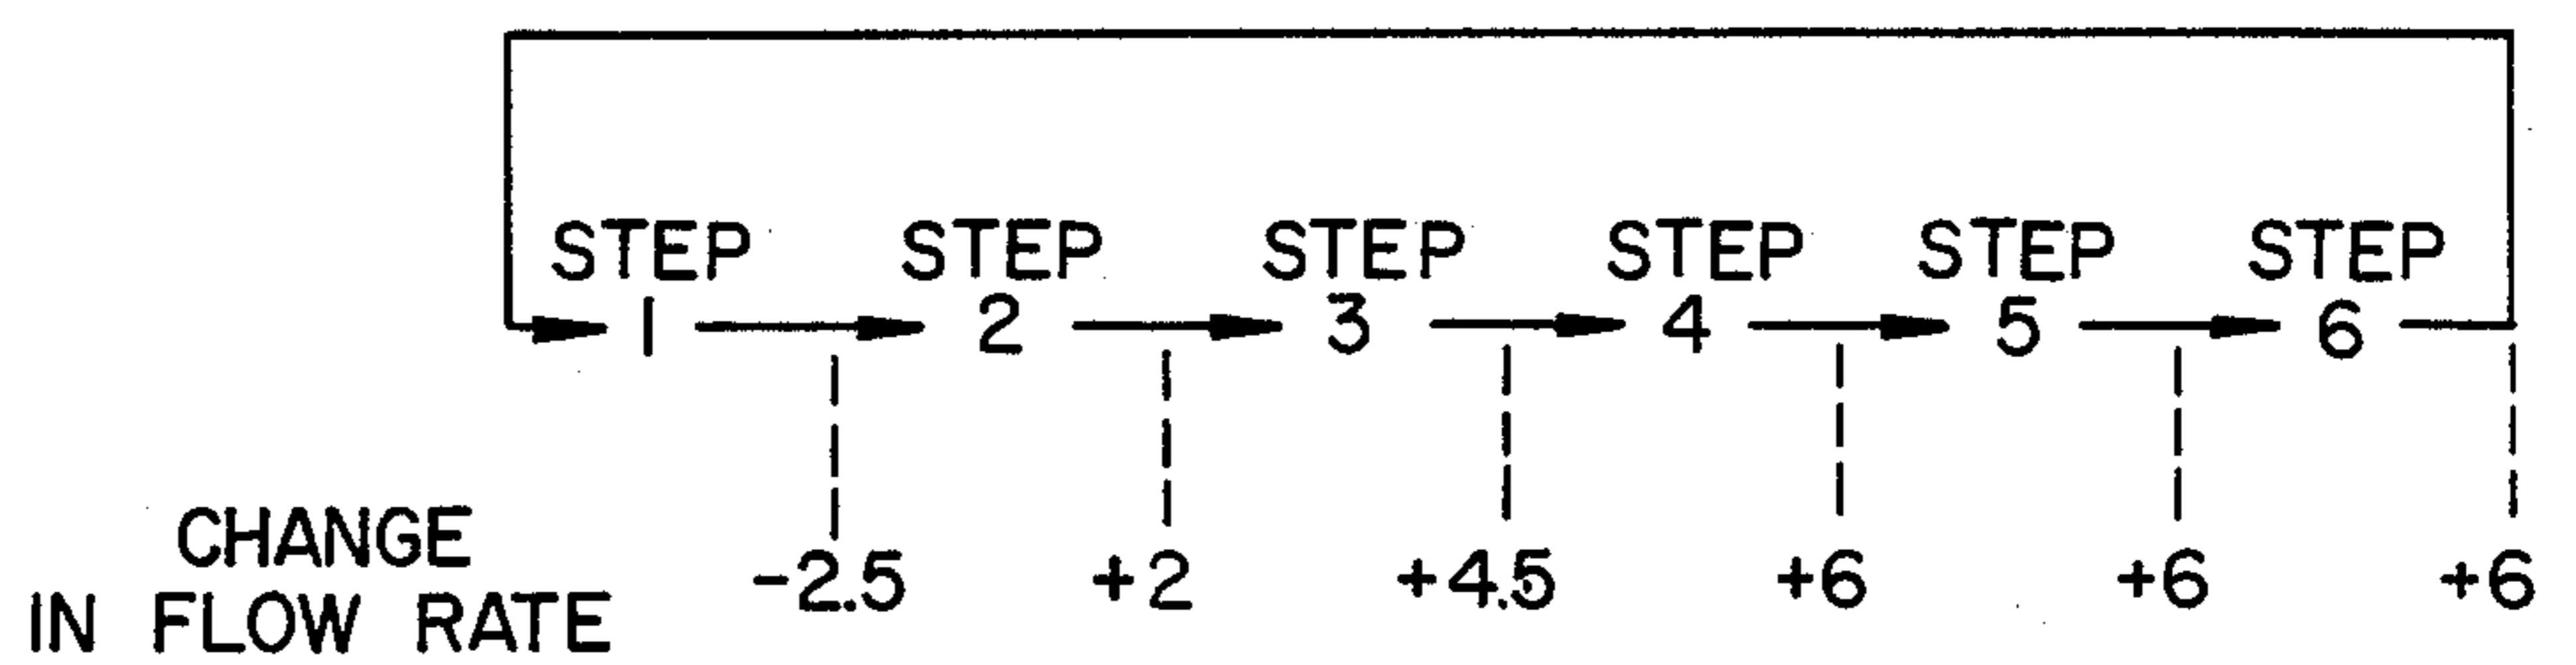 STEP STEP STEP STEP STEP STEP
1 2 3 4 5 6
CHANGE
IN FLOW RATE -2.5 +2 +4.5 +6 +6 +6